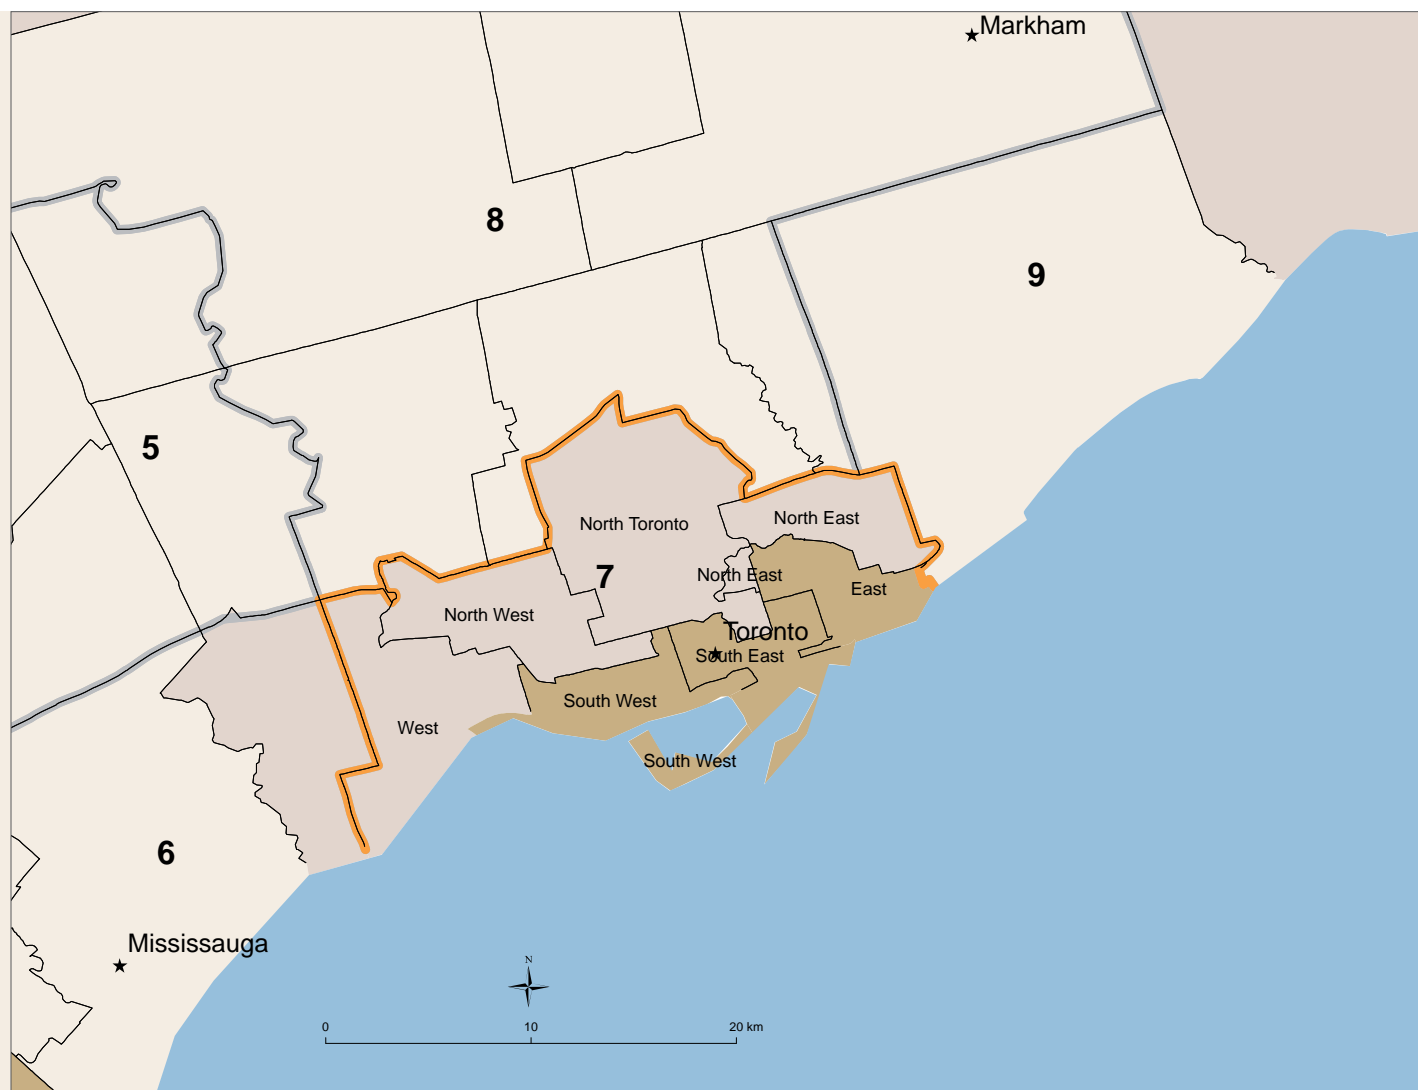 Markham
8
9
5
North Toronto
North East
7
North East
East
North West
Toronto
South East
South West
West
South West
6
Mississauga
N
0 10 20 km